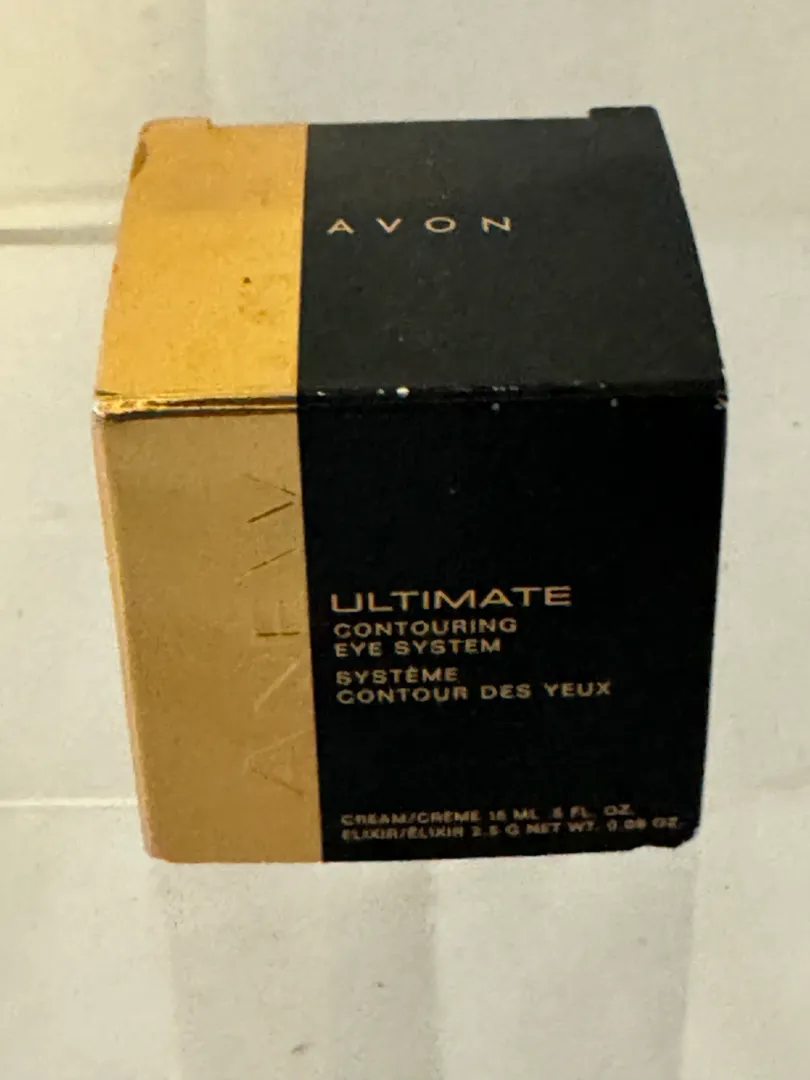 AVON
ANEW
ULTIMATE
CONTOURING
EYE SYSTEM
SYSTÈME
CONTOUR DES YEUX
CREAM/CRÈME 15 ML .5 FL. OZ.
ELIXIR/ÉLIXIR 2.5 G NET WT. 0.09 OZ.